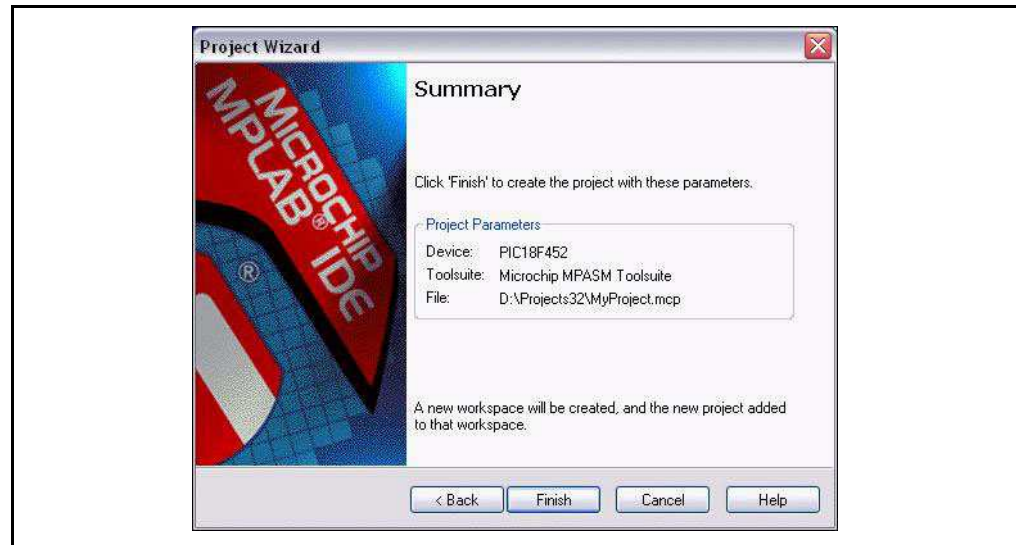 Project Wizard
MICROCHIP
MPLAB® IDE
®
Summary
Click 'Finish' to create the project with these parameters.
Project Parameters
Device: PIC18F452
Toolsuite: Microchip MPASM Toolsuite
File: D:\Projects32\MyProject.mcp
A new workspace will be created, and the new project added
to that workspace.
< Back Finish Cancel Help